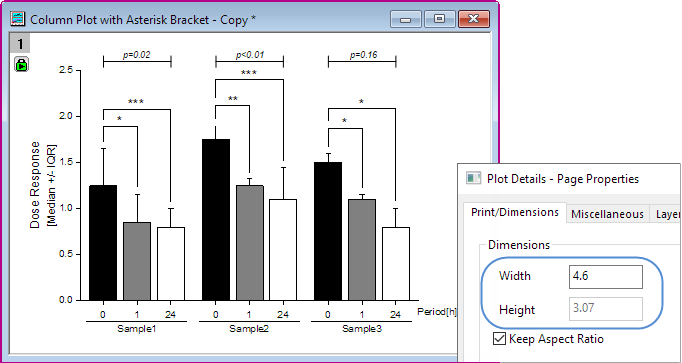 Column Plot with Asterisk Bracket - Copy *
1
p=0.02 p<0.01 p=0.16
2.5
2.0
1.5
1.0
0.5
0.0
Dose Response
[Median +/- IQR]
*** *** *
* ** *
0 1 24 0 1 24 0 1 24 Period[h]
Sample1 Sample2 Sample3
Plot Details - Page Properties
Print/Dimensions Miscellaneous Layer
Dimensions
Width 4.6
Height 3.07
Keep Aspect Ratio